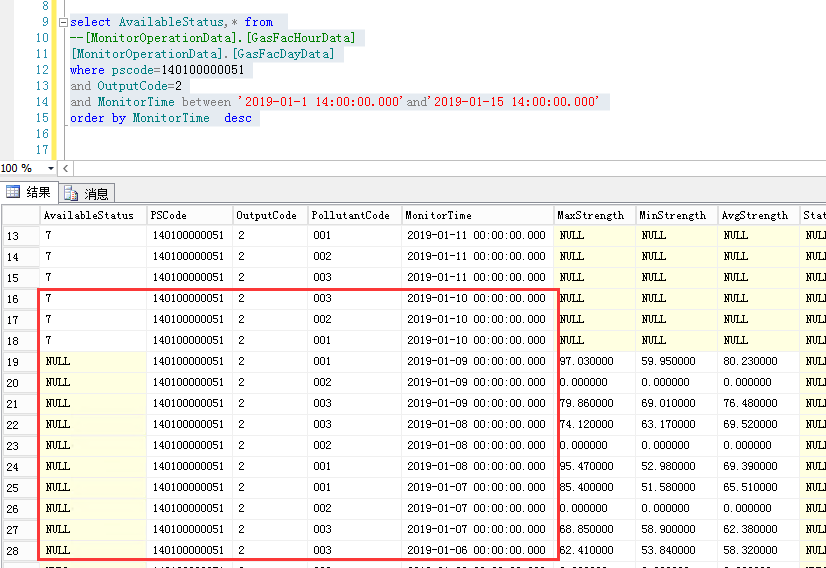 8
9 select AvailableStatus,* from
10 --[MonitorOperationData].[GasFacHourData]
11 [MonitorOperationData].[GasFacDayData]
12 where pscode=140100000051
13 and OutputCode=2
14 and MonitorTime between '2019-01-1 14:00:00.000'and'2019-01-15 14:00:00.000'
15 order by MonitorTime  desc
16
17
100 %
结果 消息
AvailableStatus PSCode OutputCode PollutantCode MonitorTime MaxStrength MinStrength AvgStrength Stat
13 7 140100000051 2 001 2019-01-11 00:00:00.000 NULL NULL NULL NUL
14 7 140100000051 2 002 2019-01-11 00:00:00.000 NULL NULL NULL NUL
15 7 140100000051 2 003 2019-01-11 00:00:00.000 NULL NULL NULL NUL
16 7 140100000051 2 003 2019-01-10 00:00:00.000 NULL NULL NULL NUL
17 7 140100000051 2 002 2019-01-10 00:00:00.000 NULL NULL NULL NUL
18 7 140100000051 2 001 2019-01-10 00:00:00.000 NULL NULL NULL NUL
19 NULL 140100000051 2 001 2019-01-09 00:00:00.000 97.030000 59.950000 80.230000 NUL
20 NULL 140100000051 2 002 2019-01-09 00:00:00.000 0.000000 0.000000 0.000000 NUL
21 NULL 140100000051 2 003 2019-01-09 00:00:00.000 79.860000 69.010000 76.480000 NUL
22 NULL 140100000051 2 003 2019-01-08 00:00:00.000 74.120000 63.170000 69.520000 NUL
23 NULL 140100000051 2 002 2019-01-08 00:00:00.000 0.000000 0.000000 0.000000 NUL
24 NULL 140100000051 2 001 2019-01-08 00:00:00.000 95.470000 52.980000 69.390000 NUL
25 NULL 140100000051 2 001 2019-01-07 00:00:00.000 85.400000 51.580000 65.510000 NUL
26 NULL 140100000051 2 002 2019-01-07 00:00:00.000 0.000000 0.000000 0.000000 NUL
27 NULL 140100000051 2 003 2019-01-07 00:00:00.000 68.850000 58.900000 62.380000 NUL
28 NULL 140100000051 2 003 2019-01-06 00:00:00.000 62.410000 53.840000 58.320000 NUL